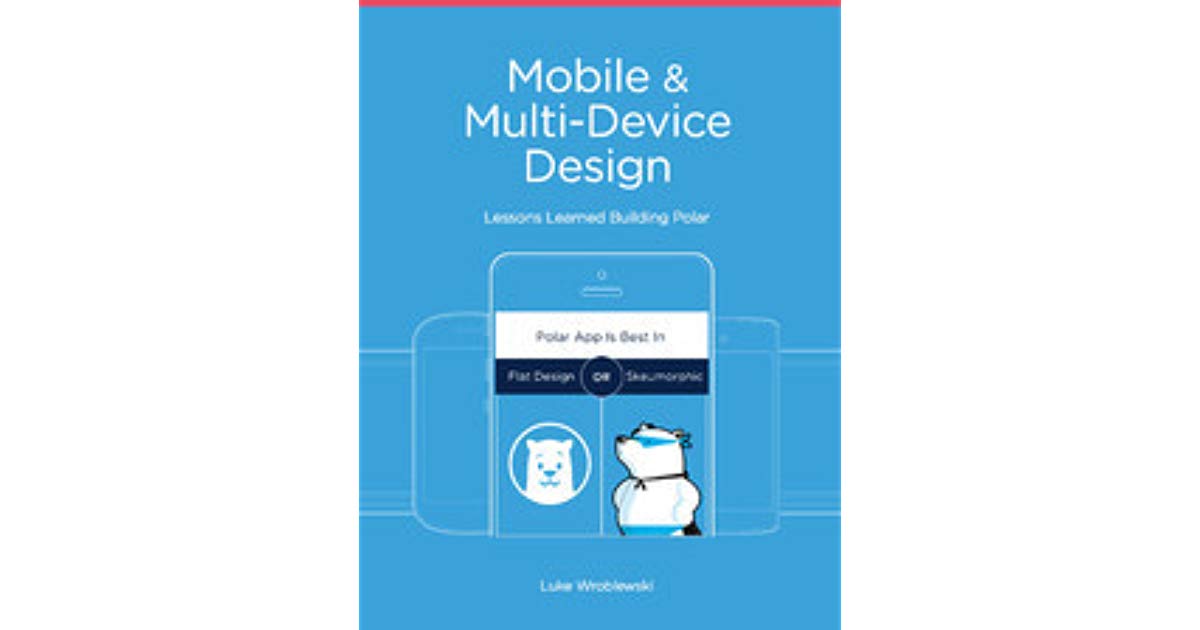 Mobile &
Multi-Device
Design
Lessons Learned Building Polar
Polar App Is Best In
Flat Design OR Skeumorphic
Luke Wroblewski